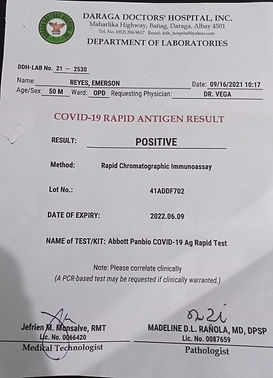 DARAGA DOCTORS' HOSPITAL, INC.
Maharlika Highway, Bañag, Daraga, Albay 4501
DEPARTMENT OF LABORATORIES
DDH-LAB No. 21 - 2530
Name REYES, EMERSON Date: 09/16/2021 10:17
Age/Sex: 50 M Ward: OPD Requesting Physician: DR. VEGA
COVID-19 RAPID ANTIGEN RESULT
RESULT: POSITIVE
Method: Rapid Chromatographic Immunoassay
Lot No.: 41ADDF702
DATE OF EXPIRY: 2022.06.09
NAME of TEST/KIT: Abbott Panbio COVID-19 Ag Rapid Test
Note: Please correlate clinically
(A PCR-based test may be requested if clinically warranted.)
Jefrien M. Monsalve, RMT MADELINE D.L. RAÑOLA, MD, DPSP
Lic. No. 0066420 Lic. No. 0087659
Medical Technologist Pathologist